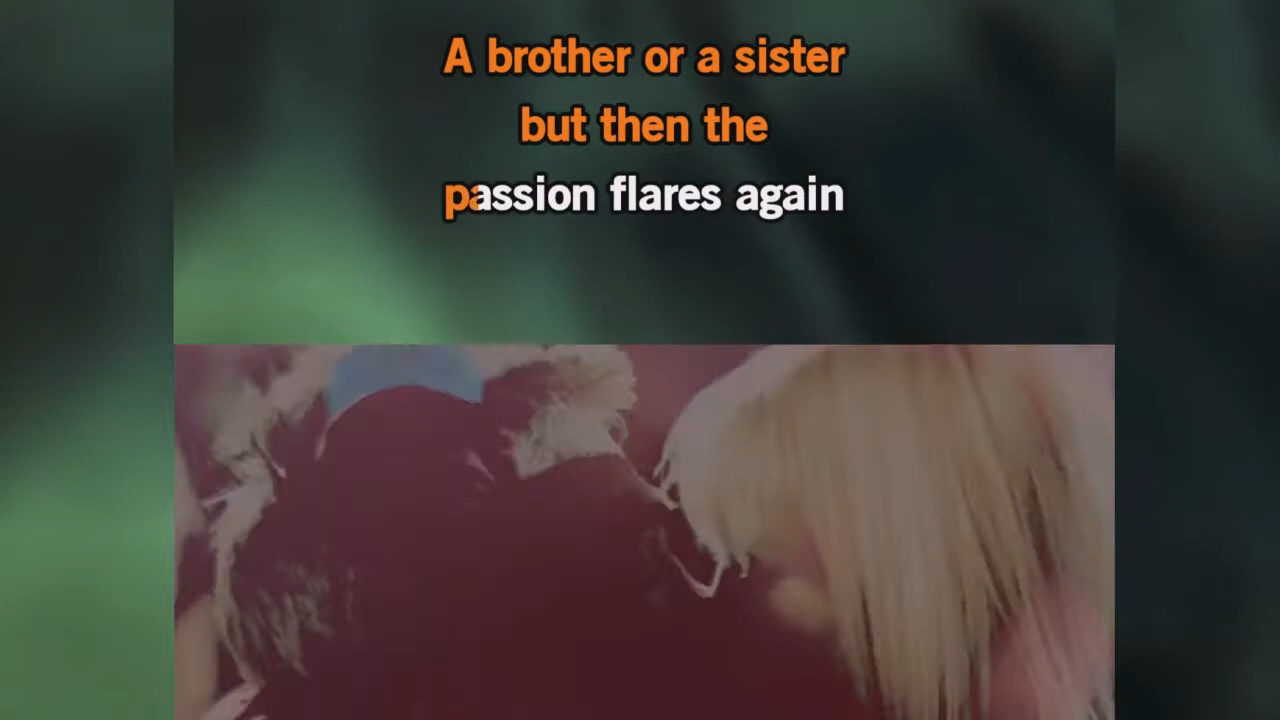 A brother or a sister
but then the
passion flares again